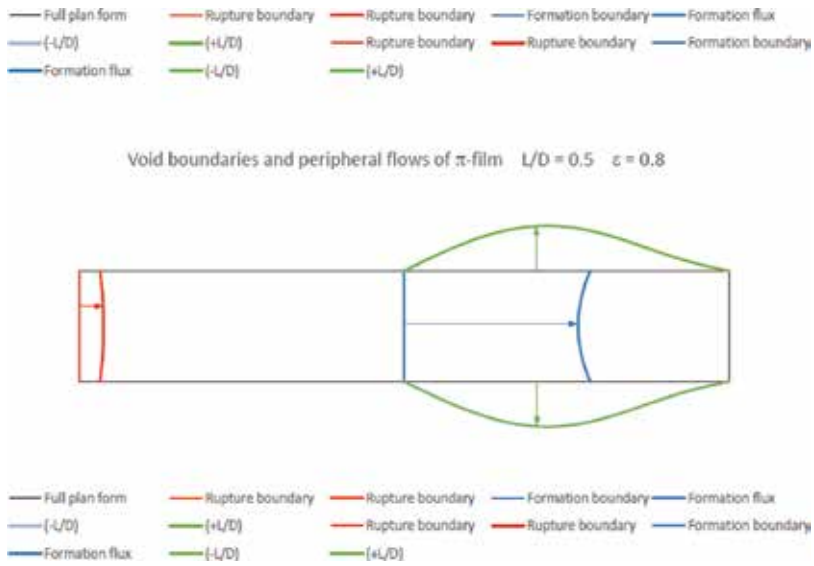 Full plan form Rupture boundary Rupture boundary Formation boundary Formation flux
(-L/D) (+L/D) Rupture boundary Rupture boundary Formation boundary
Formation flux (-L/D) (+L/D)
Void boundaries and peripheral flows of π-film L/D = 0.5 ε = 0.8
Full plan form Rupture boundary Rupture boundary Formation boundary Formation flux
(-L/D) (+L/D) Rupture boundary Rupture boundary Formation boundary
Formation flux (-L/D) (+L/D)